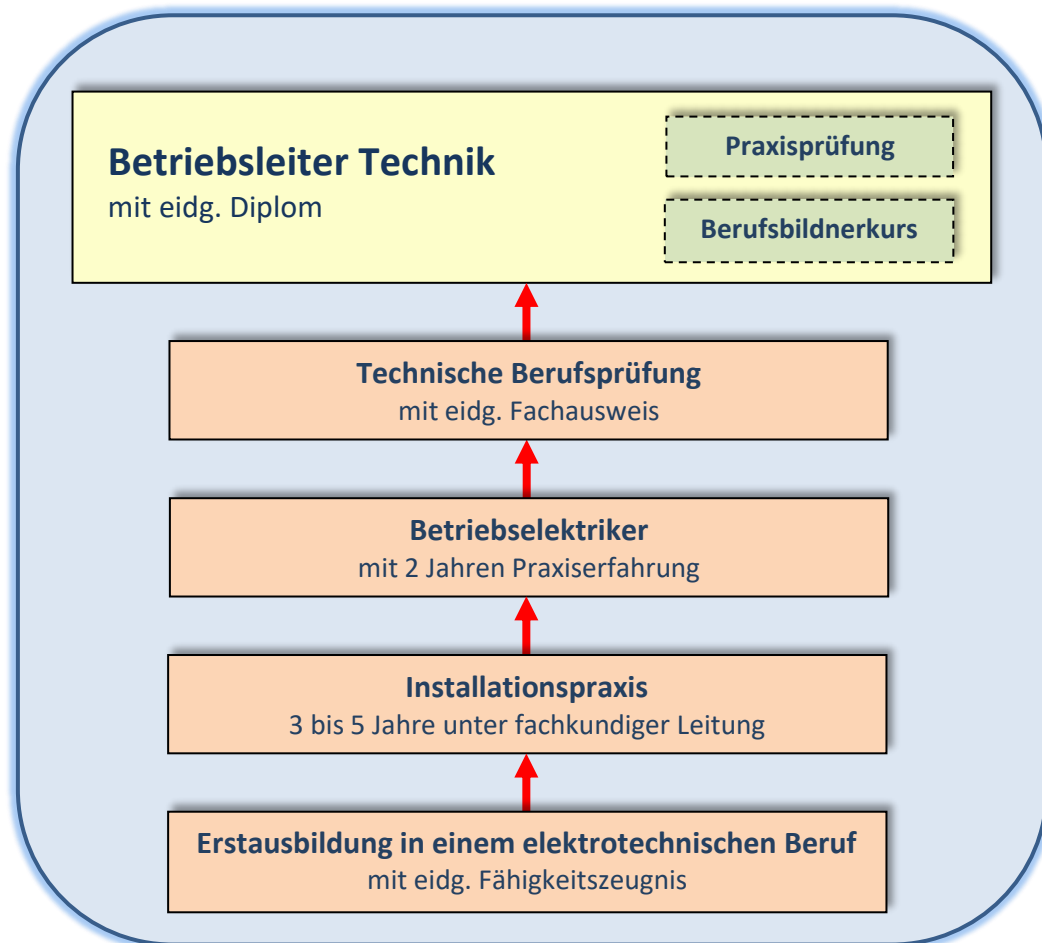 Betriebsleiter Technik
mit eidg. Diplom
Praxisprüfung
Berufsbildnerkurs
Technische Berufsprüfung
mit eidg. Fachausweis
Betriebselektriker
mit 2 Jahren Praxiserfahrung
Installationspraxis
3 bis 5 Jahre unter fachkundiger Leitung
Erstausbildung in einem elektrotechnischen Beruf
mit eidg. Fähigkeitszeugnis